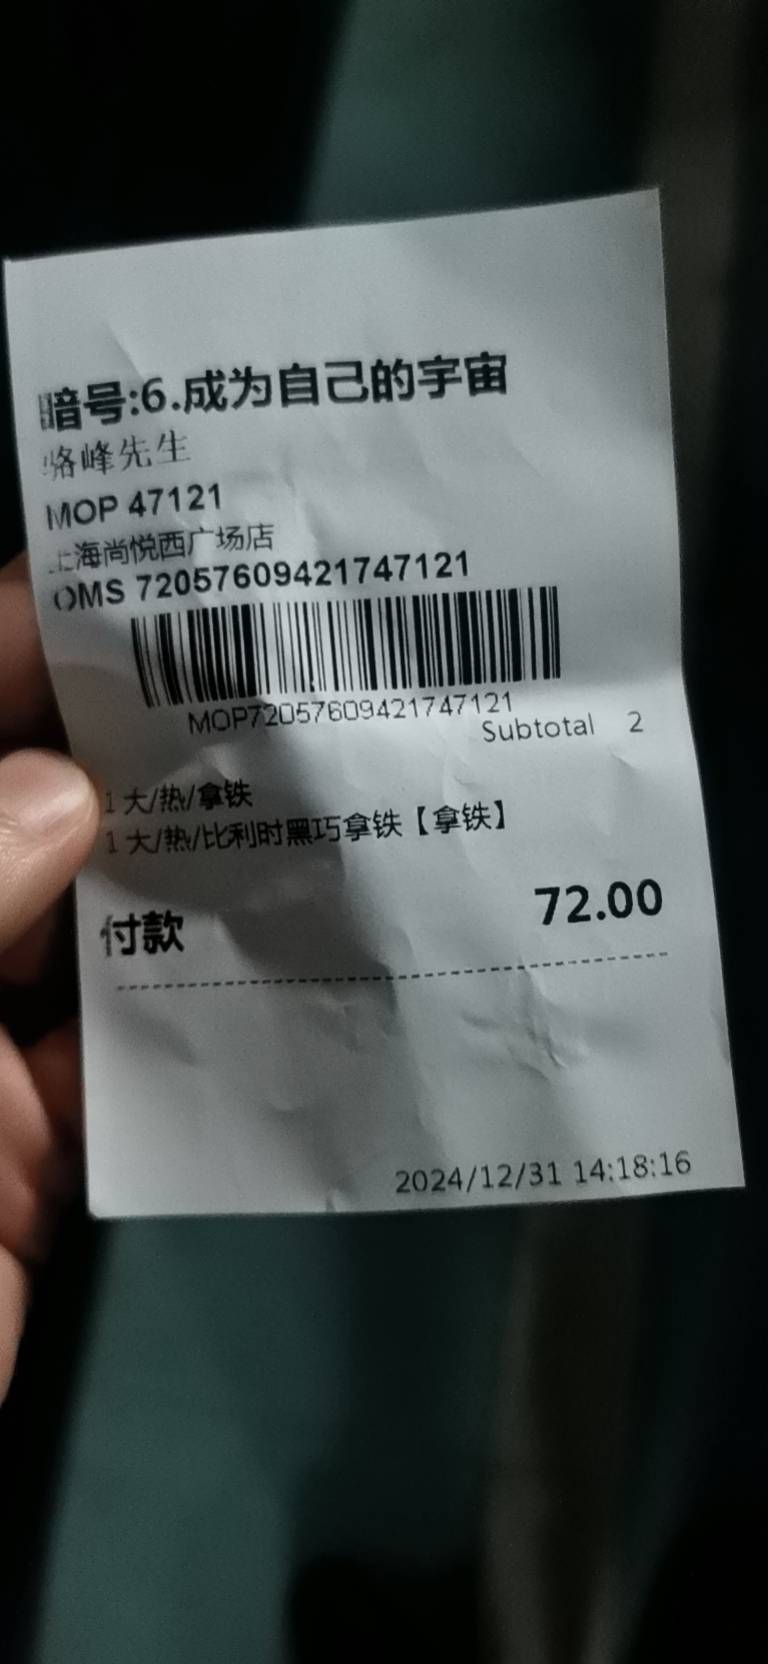 暗号:6.成为自己的宇宙
骆峰先生
MOP 47121
上海尚悦西广场店
OMS 72057609421747121
MOP72057609421747121
Subtotal 2
1 大/热/拿铁
1 大/热/比利时黑巧拿铁【拿铁】
付款 72.00
2024/12/31 14:18:16